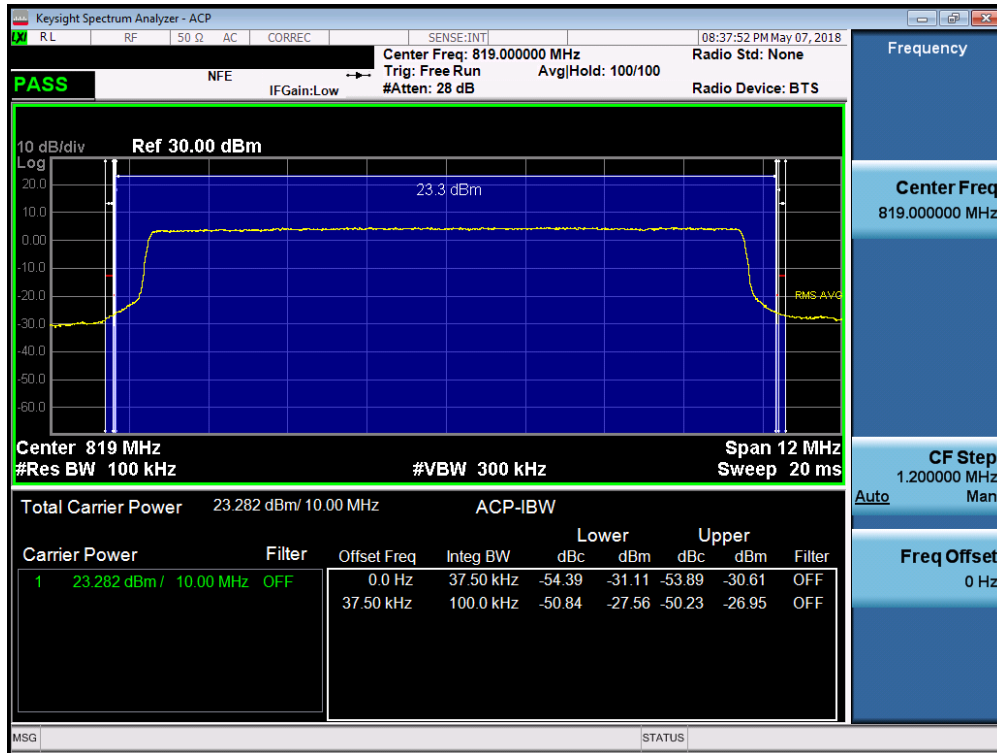 Keysight Spectrum Analyzer - ACP
LXI RL RF 50 Ω AC CORREC SENSE:INT 08:37:52 PM May 07, 2018
Center Freq: 819.000000 MHz Radio Std: None
NFE Trig: Free Run Avg|Hold: 100/100
PASS IFGain:Low #Atten: 28 dB Radio Device: BTS
10 dB/div Ref 30.00 dBm
Log
20.0
23.3 dBm
10.0
0.00
-10.0
-20.0
RMS AVG
-30.0
-40.0
-50.0
-60.0
Center 819 MHz Span 12 MHz
#Res BW 100 kHz #VBW 300 kHz Sweep 20 ms
Total Carrier Power 23.282 dBm/ 10.00 MHz ACP-IBW
Lower Upper
Carrier Power Filter Offset Freq Integ BW dBc dBm dBc dBm Filter
1 23.282 dBm / 10.00 MHz OFF 0.0 Hz 37.50 kHz -54.39 -31.11 -53.89 -30.61 OFF
37.50 kHz 100.0 kHz -50.84 -27.56 -50.23 -26.95 OFF
MSG STATUS
Frequency
Center Freq
819.000000 MHz
CF Step
1.200000 MHz
Auto Man
Freq Offset
0 Hz